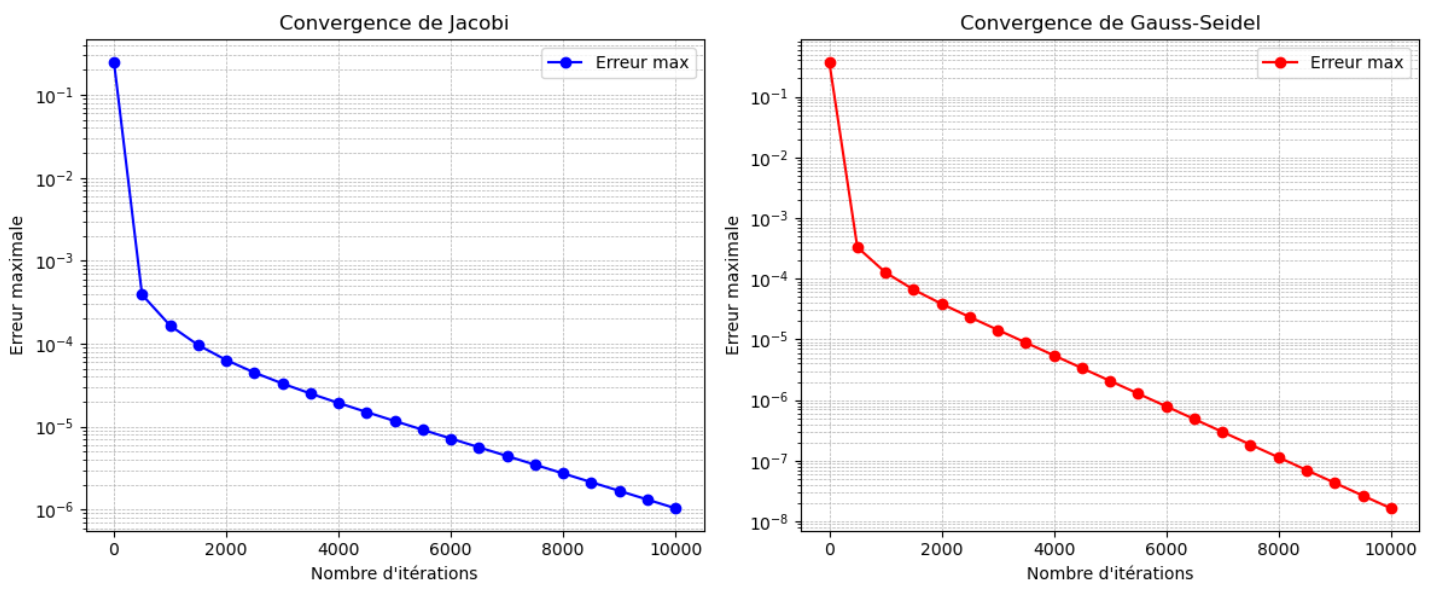 Convergence de Jacobi
Erreur max
Erreur maximale
10⁻¹
10⁻²
10⁻³
10⁻⁴
10⁻⁵
10⁻⁶
0 2000 4000 6000 8000 10000
Nombre d'itérations
Convergence de Gauss-Seidel
Erreur max
Erreur maximale
10⁻¹
10⁻²
10⁻³
10⁻⁴
10⁻⁵
10⁻⁶
10⁻⁷
10⁻⁸
0 2000 4000 6000 8000 10000
Nombre d'itérations